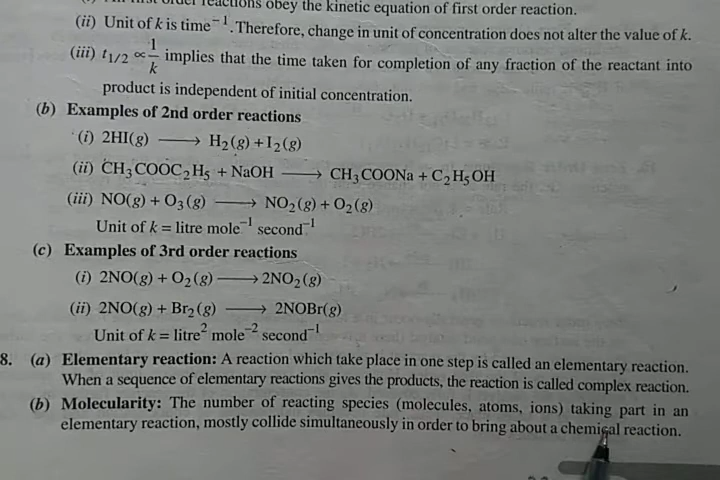 reactions obey the kinetic equation of first order reaction.
(ii) Unit of k is time⁻¹. Therefore, change in unit of concentration does not alter the value of k.
(iii) t₁/₂ ∝ 1/k implies that the time taken for completion of any fraction of the reactant into
product is independent of initial concentration.
(b) Examples of 2nd order reactions
(i) 2HI(g) ⟶ H₂(g) + I₂(g)
(ii) CH₃COOC₂H₅ + NaOH ⟶ CH₃COONa + C₂H₅OH
(iii) NO(g) + O₃(g) ⟶ NO₂(g) + O₂(g)
Unit of k = litre mole⁻¹ second⁻¹
(c) Examples of 3rd order reactions
(i) 2NO(g) + O₂(g) ⟶ 2NO₂(g)
(ii) 2NO(g) + Br₂(g) ⟶ 2NOBr(g)
Unit of k = litre² mole⁻² second⁻¹
8. (a) Elementary reaction: A reaction which take place in one step is called an elementary reaction.
When a sequence of elementary reactions gives the products, the reaction is called complex reaction.
(b) Molecularity: The number of reacting species (molecules, atoms, ions) taking part in an
elementary reaction, mostly collide simultaneously in order to bring about a chemical reaction.